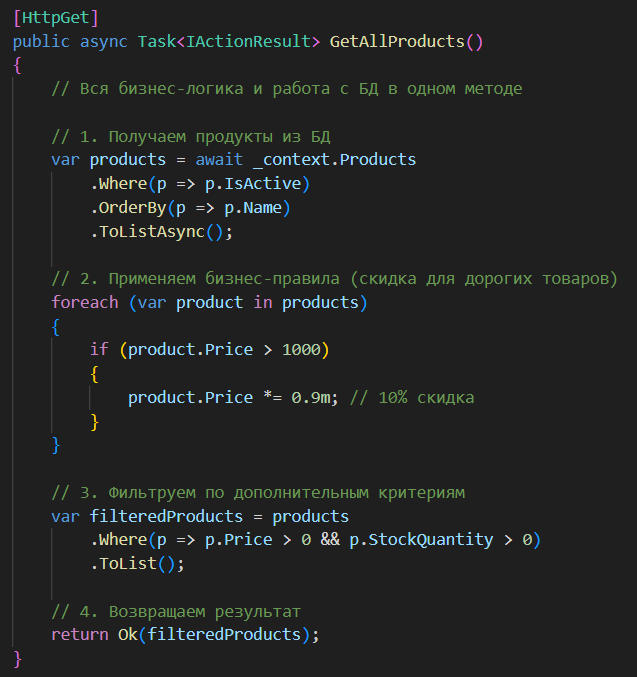 [HttpGet]
public async Task<IActionResult> GetAllProducts()
{
    // Вся бизнес-логика и работа с БД в одном методе

    // 1. Получаем продукты из БД
    var products = await _context.Products
        .Where(p => p.IsActive)
        .OrderBy(p => p.Name)
        .ToListAsync();

    // 2. Применяем бизнес-правила (скидка для дорогих товаров)
    foreach (var product in products)
    {
        if (product.Price > 1000)
        {
            product.Price *= 0.9m; // 10% скидка
        }
    }

    // 3. Фильтруем по дополнительным критериям
    var filteredProducts = products
        .Where(p => p.Price > 0 && p.StockQuantity > 0)
        .ToList();

    // 4. Возвращаем результат
    return Ok(filteredProducts);
}